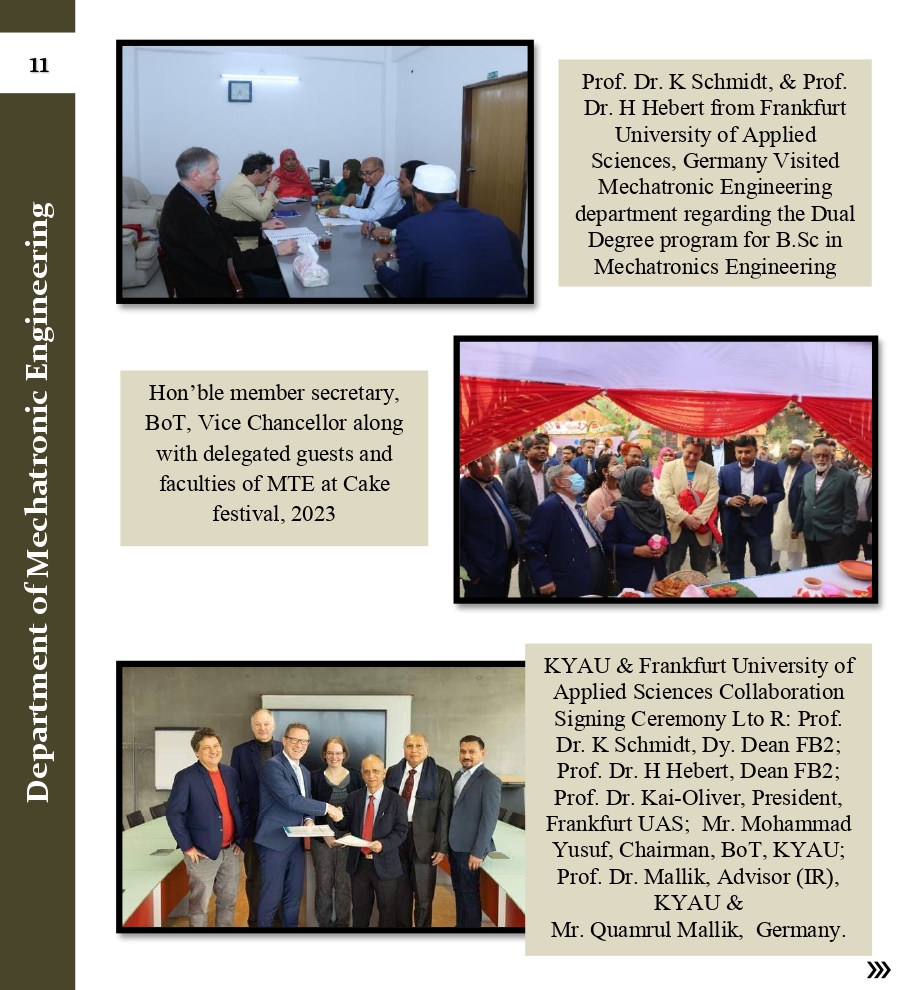 11
Department of Mechatronic Engineering
Prof. Dr. K Schmidt, & Prof.
Dr. H Hebert from Frankfurt
University of Applied
Sciences, Germany Visited
Mechatronic Engineering
department regarding the Dual
Degree program for B.Sc in
Mechatronics Engineering
Hon’ble member secretary,
BoT, Vice Chancellor along
with delegated guests and
faculties of MTE at Cake
festival, 2023
KYAU & Frankfurt University of
Applied Sciences Collaboration
Signing Ceremony Lto R: Prof.
Dr. K Schmidt, Dy. Dean FB2;
Prof. Dr. H Hebert, Dean FB2;
Prof. Dr. Kai-Oliver, President,
Frankfurt UAS; Mr. Mohammad
Yusuf, Chairman, BoT, KYAU;
Prof. Dr. Mallik, Advisor (IR),
KYAU &
Mr. Quamrul Mallik, Germany.